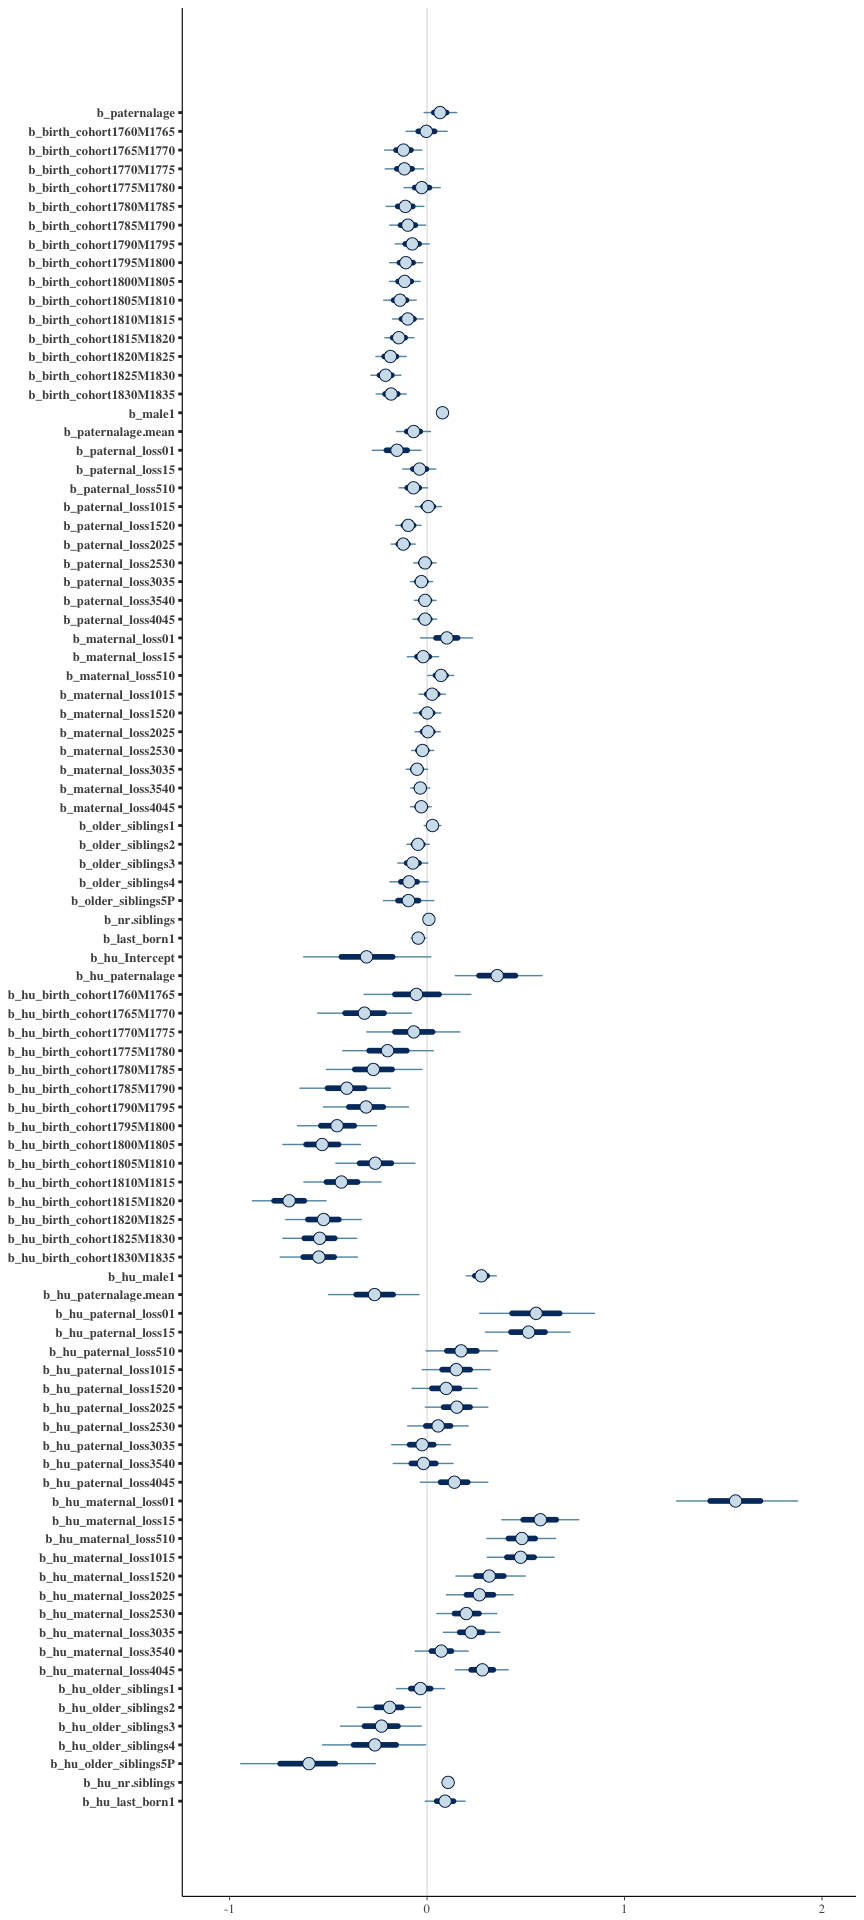 b_paternalage
b_birth_cohort1760M1765
b_birth_cohort1765M1770
b_birth_cohort1770M1775
b_birth_cohort1775M1780
b_birth_cohort1780M1785
b_birth_cohort1785M1790
b_birth_cohort1790M1795
b_birth_cohort1795M1800
b_birth_cohort1800M1805
b_birth_cohort1805M1810
b_birth_cohort1810M1815
b_birth_cohort1815M1820
b_birth_cohort1820M1825
b_birth_cohort1825M1830
b_birth_cohort1830M1835
b_male1
b_paternalage.mean
b_paternal_loss01
b_paternal_loss15
b_paternal_loss510
b_paternal_loss1015
b_paternal_loss1520
b_paternal_loss2025
b_paternal_loss2530
b_paternal_loss3035
b_paternal_loss3540
b_paternal_loss4045
b_maternal_loss01
b_maternal_loss15
b_maternal_loss510
b_maternal_loss1015
b_maternal_loss1520
b_maternal_loss2025
b_maternal_loss2530
b_maternal_loss3035
b_maternal_loss3540
b_maternal_loss4045
b_older_siblings1
b_older_siblings2
b_older_siblings3
b_older_siblings4
b_older_siblings5P
b_nr.siblings
b_last_born1
b_hu_Intercept
b_hu_paternalage
b_hu_birth_cohort1760M1765
b_hu_birth_cohort1765M1770
b_hu_birth_cohort1770M1775
b_hu_birth_cohort1775M1780
b_hu_birth_cohort1780M1785
b_hu_birth_cohort1785M1790
b_hu_birth_cohort1790M1795
b_hu_birth_cohort1795M1800
b_hu_birth_cohort1800M1805
b_hu_birth_cohort1805M1810
b_hu_birth_cohort1810M1815
b_hu_birth_cohort1815M1820
b_hu_birth_cohort1820M1825
b_hu_birth_cohort1825M1830
b_hu_birth_cohort1830M1835
b_hu_male1
b_hu_paternalage.mean
b_hu_paternal_loss01
b_hu_paternal_loss15
b_hu_paternal_loss510
b_hu_paternal_loss1015
b_hu_paternal_loss1520
b_hu_paternal_loss2025
b_hu_paternal_loss2530
b_hu_paternal_loss3035
b_hu_paternal_loss3540
b_hu_paternal_loss4045
b_hu_maternal_loss01
b_hu_maternal_loss15
b_hu_maternal_loss510
b_hu_maternal_loss1015
b_hu_maternal_loss1520
b_hu_maternal_loss2025
b_hu_maternal_loss2530
b_hu_maternal_loss3035
b_hu_maternal_loss3540
b_hu_maternal_loss4045
b_hu_older_siblings1
b_hu_older_siblings2
b_hu_older_siblings3
b_hu_older_siblings4
b_hu_older_siblings5P
b_hu_nr.siblings
b_hu_last_born1
-1 0 1 2